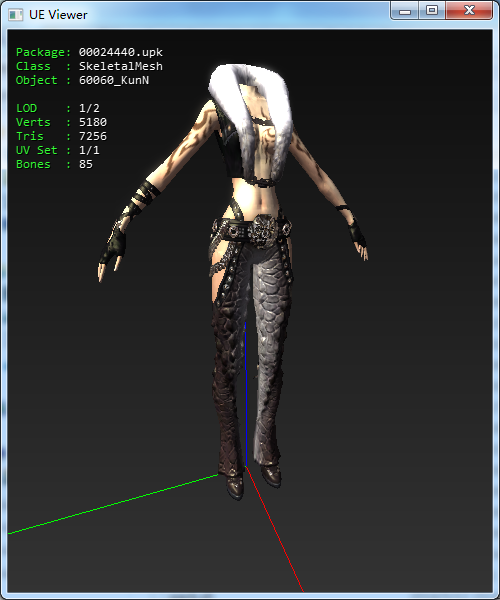 UE Viewer
Package: 00024440.upk
Class : SkeletalMesh
Object : 60060_KunN
LOD : 1/2
Verts : 5180
Tris : 7256
UV Set : 1/1
Bones : 85